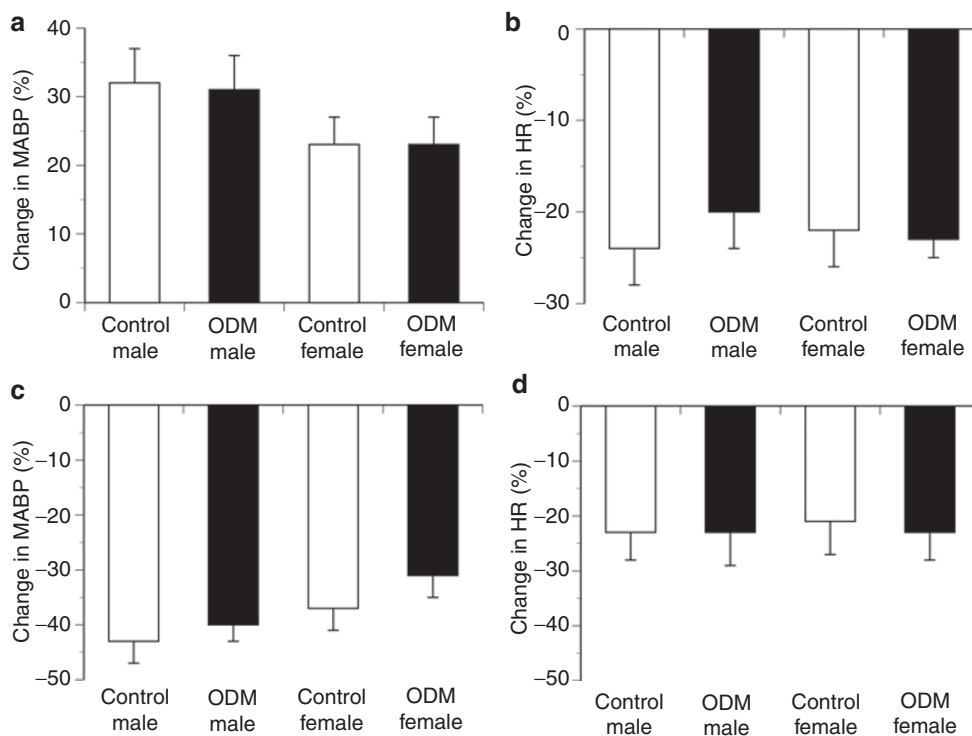 a
Change in MABP (%)
40
30
20
10
0
Control
male
ODM
male
Control
female
ODM
female
b
Change in HR (%)
0
−10
−20
−30
Control
male
ODM
male
Control
female
ODM
female
c
Change in MABP (%)
0
−10
−20
−30
−40
−50
Control
male
ODM
male
Control
female
ODM
female
d
Change in HR (%)
0
−10
−20
−30
−40
−50
Control
male
ODM
male
Control
female
ODM
female